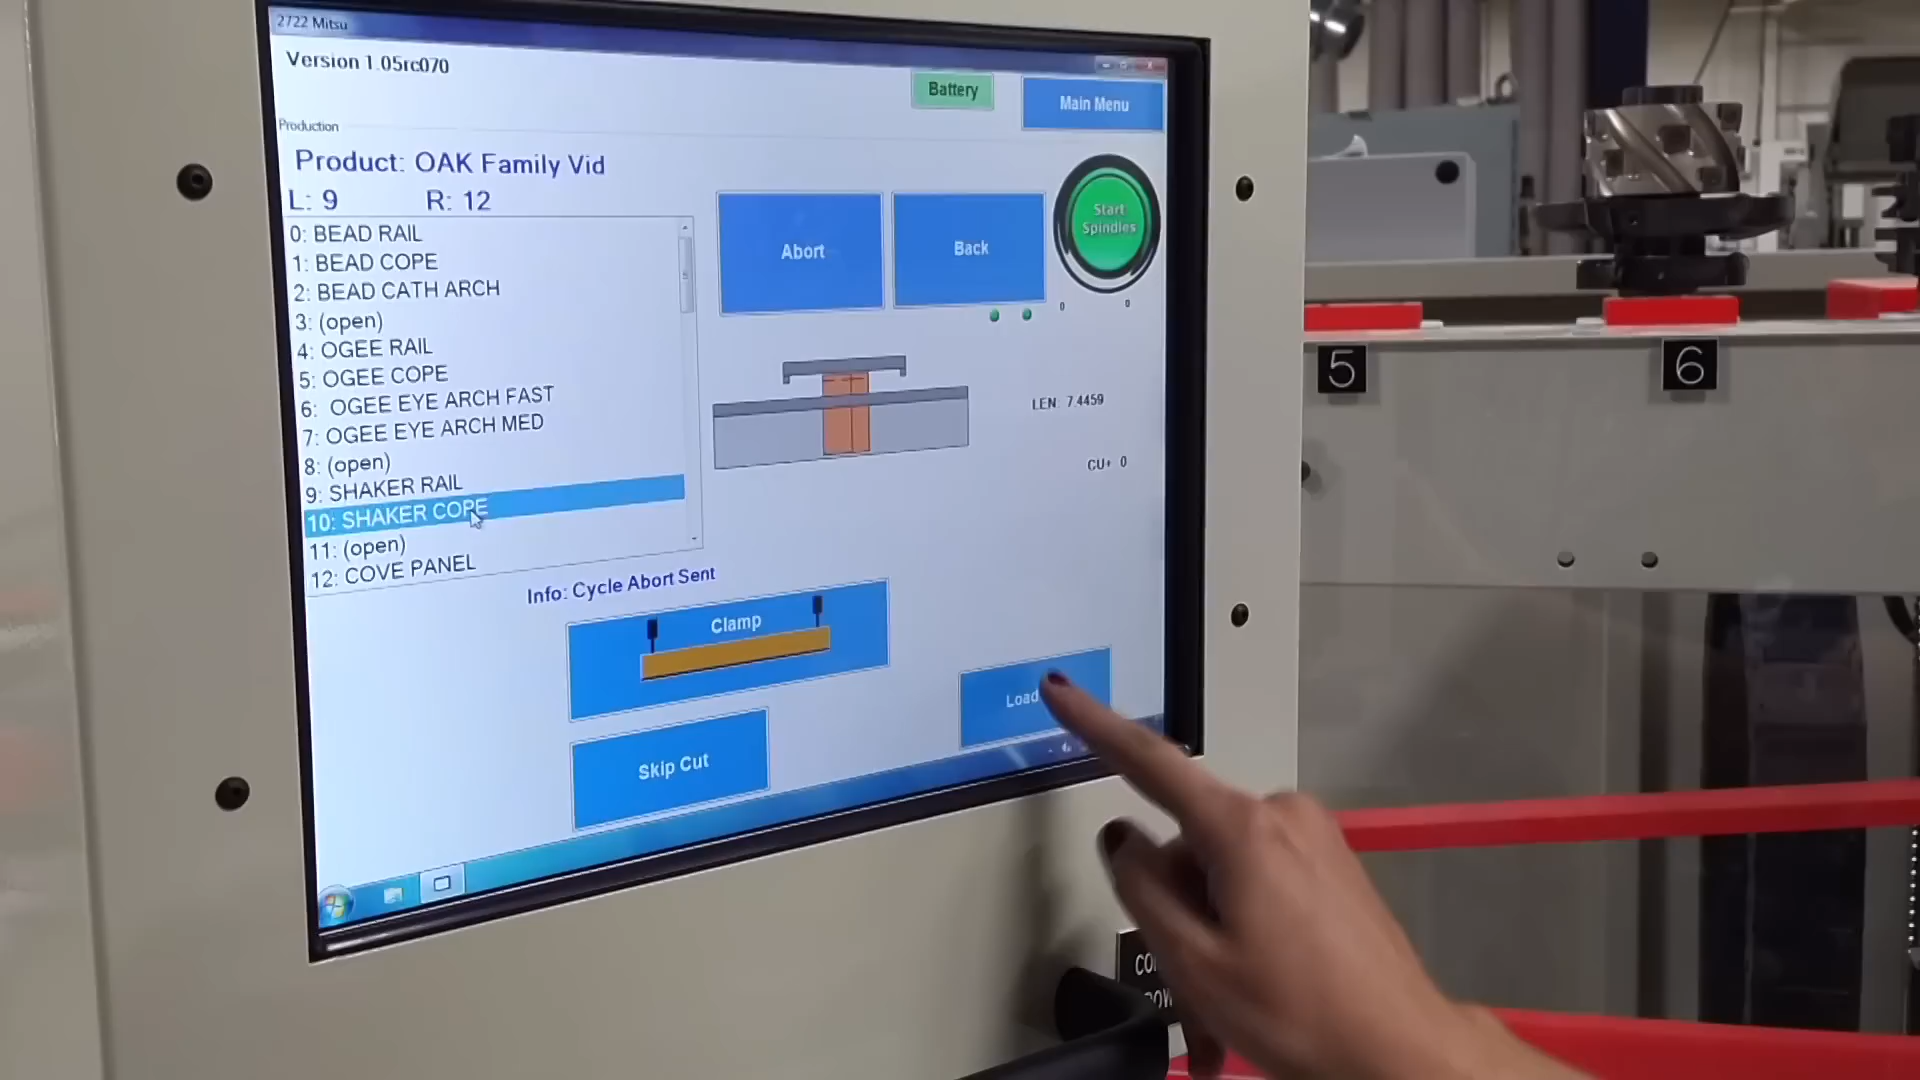 2722 Mitsu
Version 1.05rc070
Battery
Main Menu
Production
Product: OAK Family Vid
L: 9 R: 12
0: BEAD RAIL
1: BEAD COPE
2: BEAD CATH ARCH
3: (open)
4: OGEE RAIL
5: OGEE COPE
6: OGEE EYE ARCH FAST
7: OGEE EYE ARCH MED
8: (open)
9: SHAKER RAIL
10: SHAKER COPE
11: (open)
12: COVE PANEL
Abort
Back
Start
Spindles
0 0
LEN: 7.4459
CU+ 0
Info: Cycle Abort Sent
Clamp
Skip Cut
Load
5
6